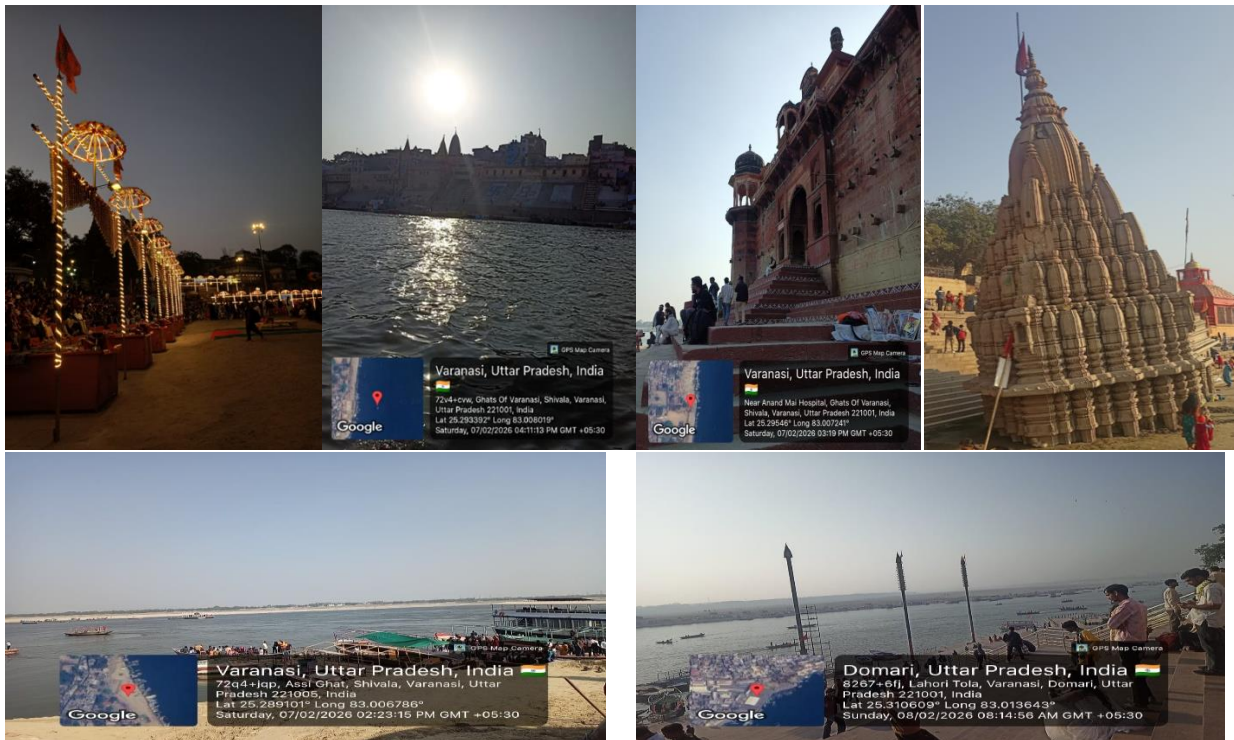 GPS Map Camera
Varanasi, Uttar Pradesh, India
72v4+cvw, Ghats Of Varanasi, Shivala, Varanasi,
Uttar Pradesh 221001, India
Lat 25.293392° Long 83.008019°
Saturday, 07/02/2026 04:11:13 PM GMT +05:30
Google
GPS Map Camera
Varanasi, Uttar Pradesh, India
Near Anand Mai Hospital, Ghats Of Varanasi,
Shivala, Varanasi, Uttar Pradesh 221001, India
Lat 25.29546° Long 83.007241°
Saturday, 07/02/2026 03:19 PM GMT +05:30
Google
GPS Map Camera
Varanasi, Uttar Pradesh, India
72q4+jqp, Assi Ghat, Shivala, Varanasi, Uttar
Pradesh 221005, India
Lat 25.289101° Long 83.006786°
Saturday, 07/02/2026 02:23:15 PM GMT +05:30
Google
GPS Map Camera
Domari, Uttar Pradesh, India
8267+6fj, Lahori Tola, Varanasi, Domari, Uttar
Pradesh 221001, India
Lat 25.310609° Long 83.013643°
Sunday, 08/02/2026 08:14:56 AM GMT +05:30
Google